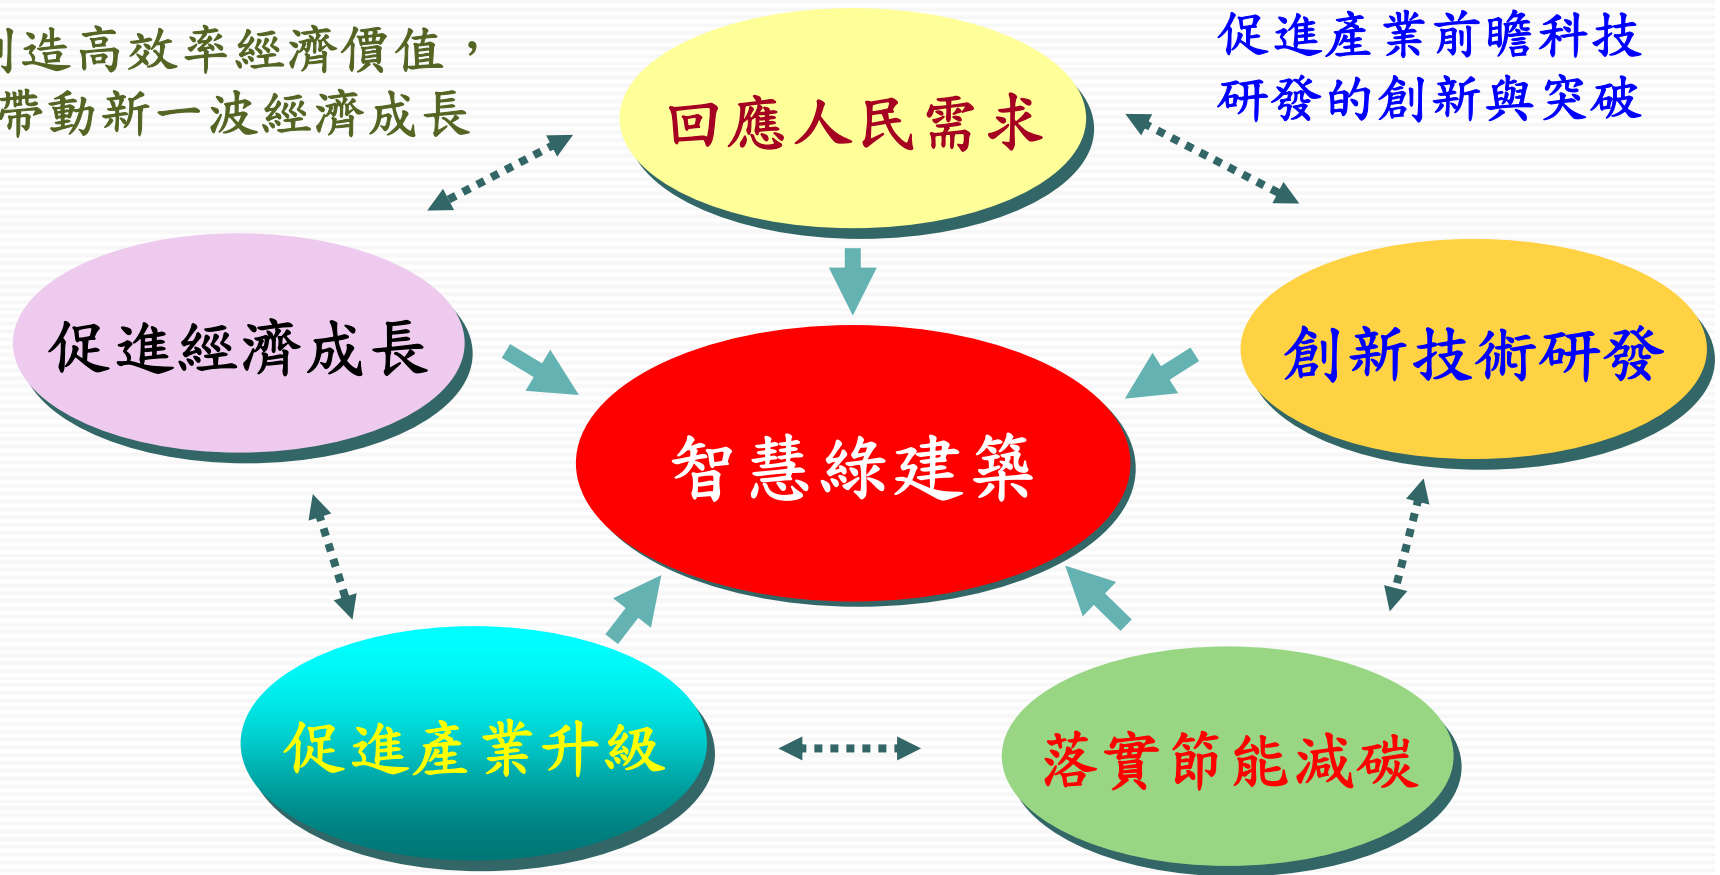 創造高效率經濟價值，
帶動新一波經濟成長
促進產業前瞻科技
研發的創新與突破
回應人民需求
促進經濟成長
創新技術研發
智慧綠建築
促進產業升級
落實節能減碳